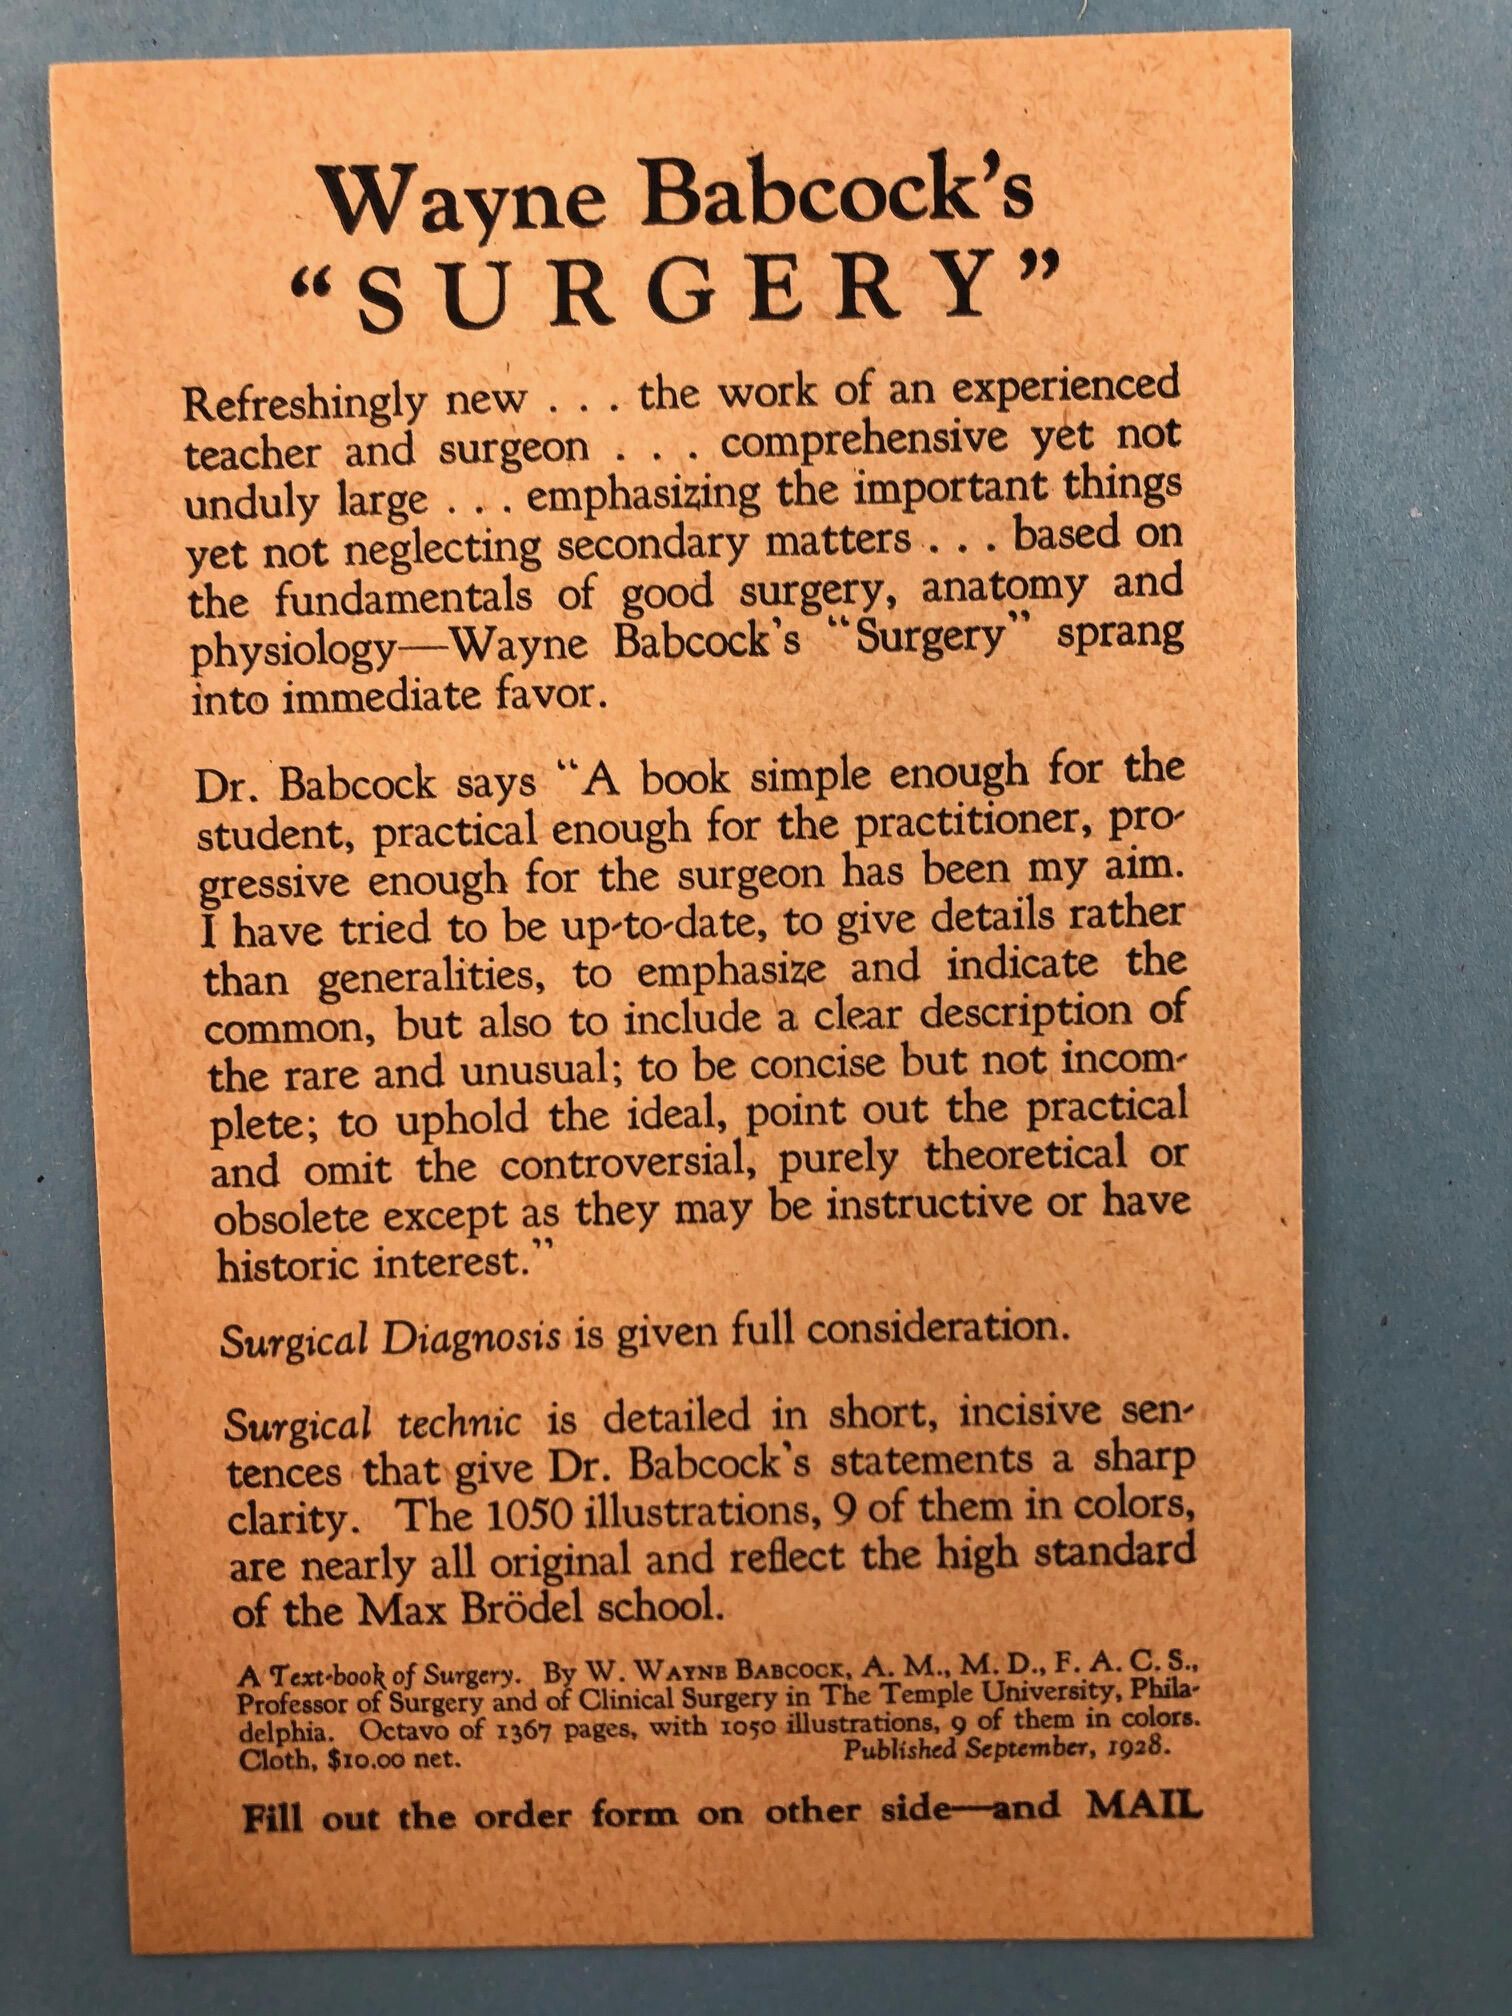 Wayne Babcock's
“SURGERY”
Refreshingly new . . . the work of an experienced
teacher and surgeon . . . comprehensive yet not
unduly large . . . emphasizing the important things
yet not neglecting secondary matters . . . based on
the fundamentals of good surgery, anatomy and
physiology—Wayne Babcock's “Surgery” sprang
into immediate favor.
Dr. Babcock says “A book simple enough for the
student, practical enough for the practitioner, pro-
gressive enough for the surgeon has been my aim.
I have tried to be up-to-date, to give details rather
than generalities, to emphasize and indicate the
common, but also to include a clear description of
the rare and unusual; to be concise but not incom-
plete; to uphold the ideal, point out the practical
and omit the controversial, purely theoretical or
obsolete except as they may be instructive or have
historic interest.”
Surgical Diagnosis is given full consideration.
Surgical technic is detailed in short, incisive sen-
tences that give Dr. Babcock's statements a sharp
clarity. The 1050 illustrations, 9 of them in colors,
are nearly all original and reflect the high standard
of the Max Brödel school.
A Text-book of Surgery. By W. WAYNE BABCOCK, A. M., M. D., F. A. C. S.,
Professor of Surgery and of Clinical Surgery in The Temple University, Phila-
delphia. Octavo of 1367 pages, with 1050 illustrations, 9 of them in colors.
Cloth, $10.00 net. Published September, 1928.
Fill out the order form on other side—and MAIL